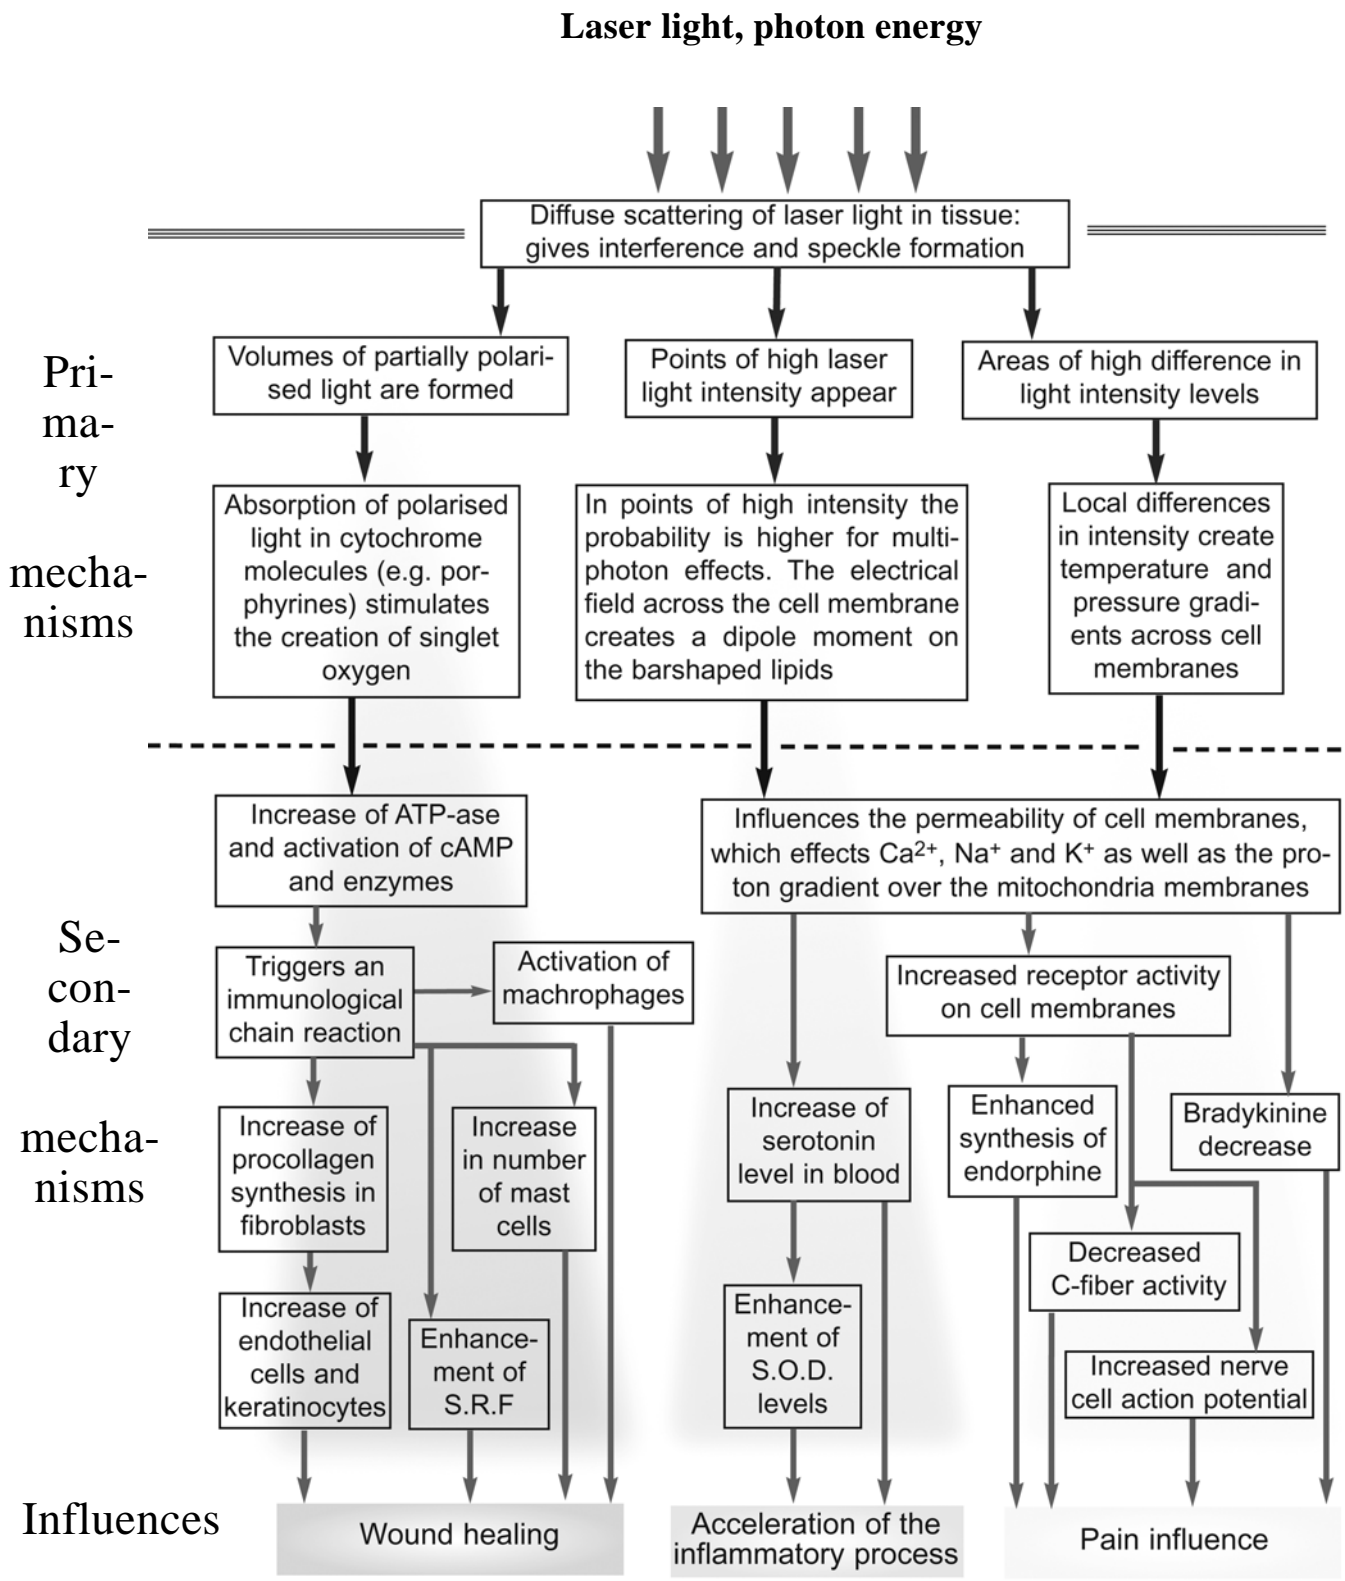 Laser light, photon energy
Diffuse scattering of laser light in tissue:
gives interference and speckle formation
Pri-
ma-
ry
mecha-
nisms
Volumes of partially polari-
sed light are formed
Points of high laser
light intensity appear
Areas of high difference in
light intensity levels
Absorption of polarised
light in cytochrome
molecules (e.g. por-
phyrines) stimulates
the creation of singlet
oxygen
In points of high intensity the
probability is higher for multi-
photon effects. The electrical
field across the cell membrane
creates a dipole moment on
the barshaped lipids
Local differences
in intensity create
temperature and
pressure gradi-
ents across cell
membranes
Se-
con-
dary
mecha-
nisms
Increase of ATP-ase
and activation of cAMP
and enzymes
Influences the permeability of cell membranes,
which effects Ca²⁺, Na⁺ and K⁺ as well as the pro-
ton gradient over the mitochondria membranes
Triggers an
immunological
chain reaction
Activation of
machrophages
Increased receptor activity
on cell membranes
Increase of
procollagen
synthesis in
fibroblasts
Increase
in number
of mast
cells
Increase of
serotonin
level in blood
Enhanced
synthesis of
endorphine
Bradykinine
decrease
Decreased
C-fiber activity
Increase of
endothelial
cells and
keratinocytes
Enhance-
ment of
S.R.F
Enhance-
ment of
S.O.D.
levels
Increased nerve
cell action potential
Influences
Wound healing
Acceleration of the
inflammatory process
Pain influence